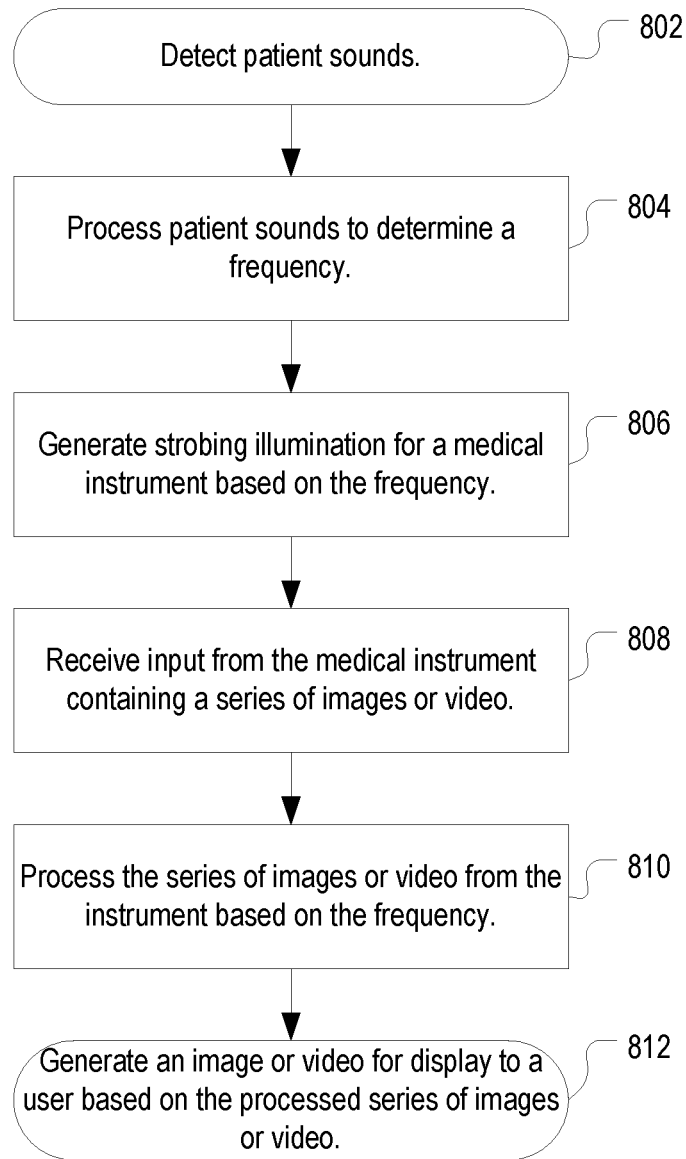 Detect patient sounds.
802
Process patient sounds to determine a
frequency.
804
Generate strobing illumination for a medical
instrument based on the frequency.
806
Receive input from the medical instrument
containing a series of images or video.
808
Process the series of images or video from the
instrument based on the frequency.
810
Generate an image or video for display to a
user based on the processed series of images
or video.
812